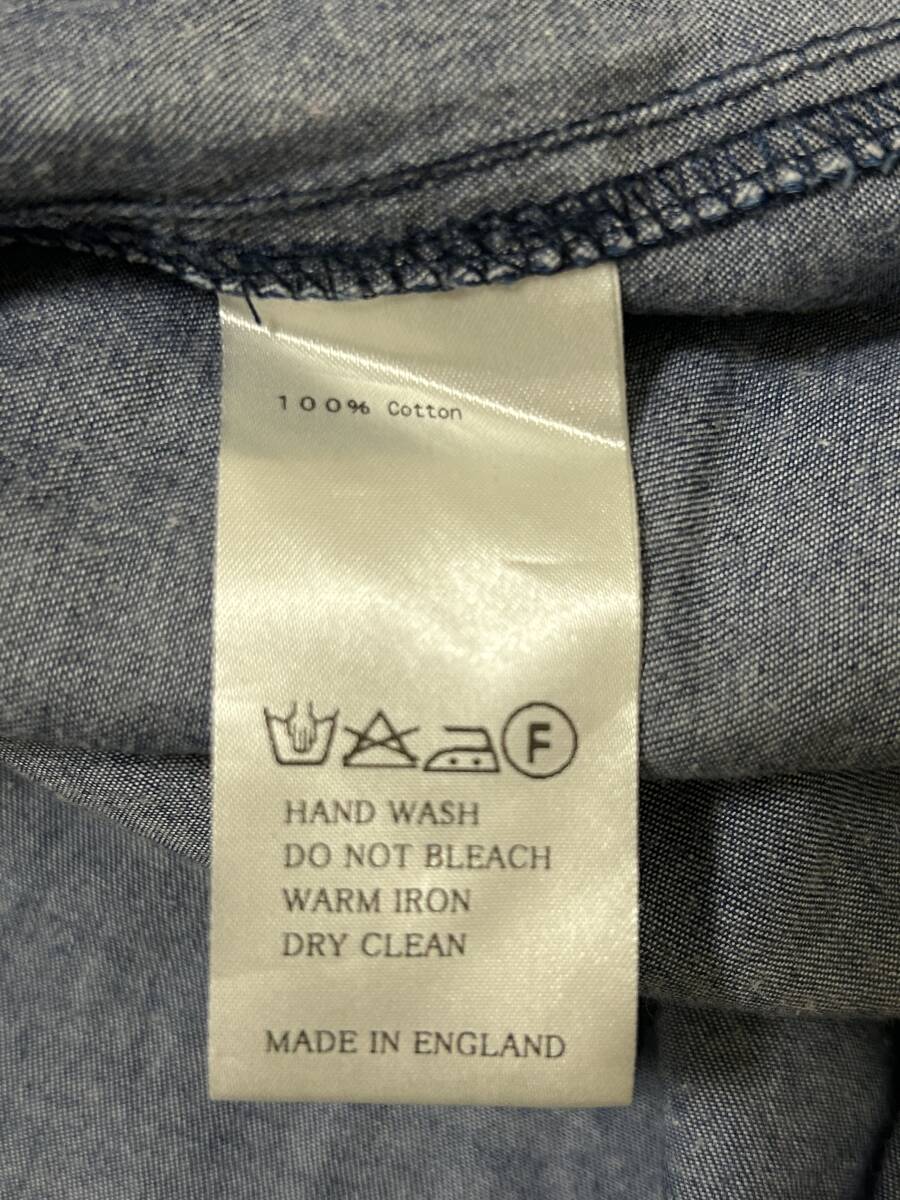 100% Cotton
F
HAND WASH
DO NOT BLEACH
WARM IRON
DRY CLEAN
MADE IN ENGLAND